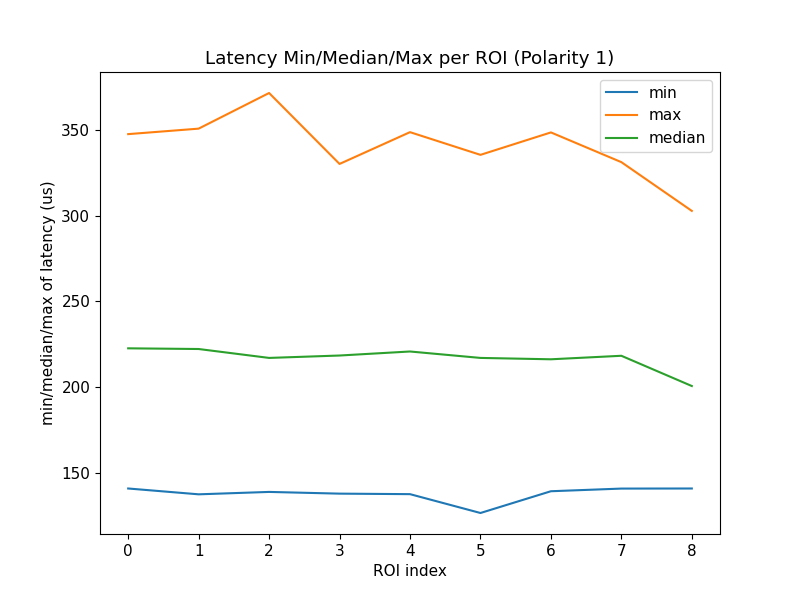 Latency Min/Median/Max per ROI (Polarity 1)
min
max
median
min/median/max of latency (us)
350
300
250
200
150
0 1 2 3 4 5 6 7 8
ROI index